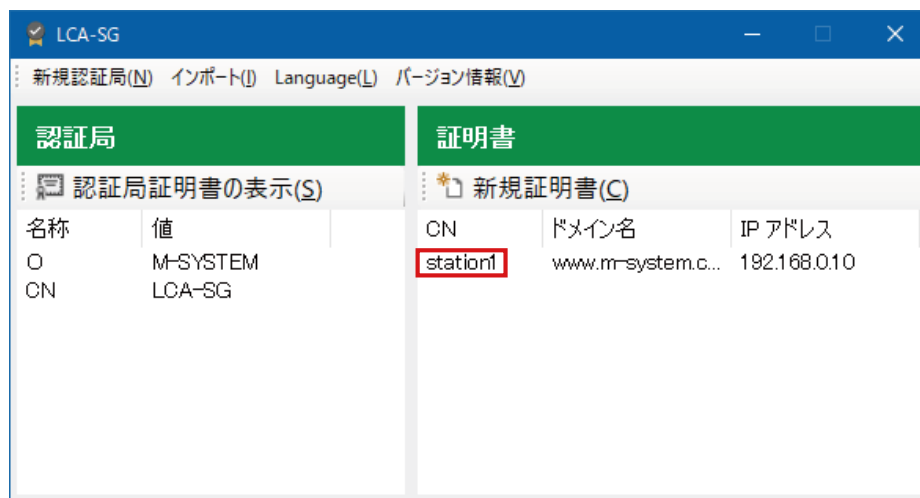 LCA-SG
新規認証局(N) インポート(I) Language(L) バージョン情報(V)
認証局
認証局証明書の表示(S)
名称 値
O M-SYSTEM
CN LCA-SG
証明書
新規証明書(C)
CN ドメイン名 IP アドレス
station1 www.m-system.c... 192.168.0.10